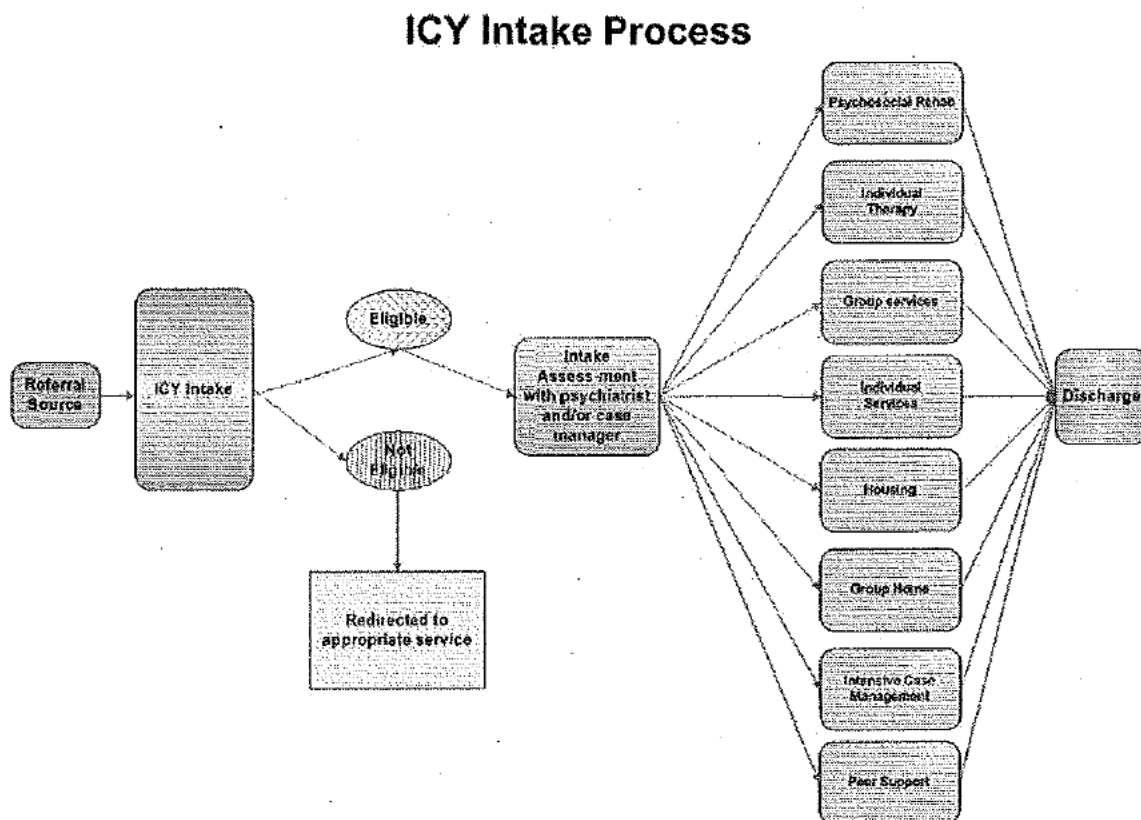 ICY Intake Process
Psychosocial Rehab
Individual
Therapy
Group services
Eligible
Intake
Assess-ment
with psychiatrist
and/or case
manager
Referral
Source
ICY Intake
Individual
Services
Discharge
Not
Eligible
Housing
Group Home
Redirected to
appropriate service
Intensive Case
Management
Peer Support